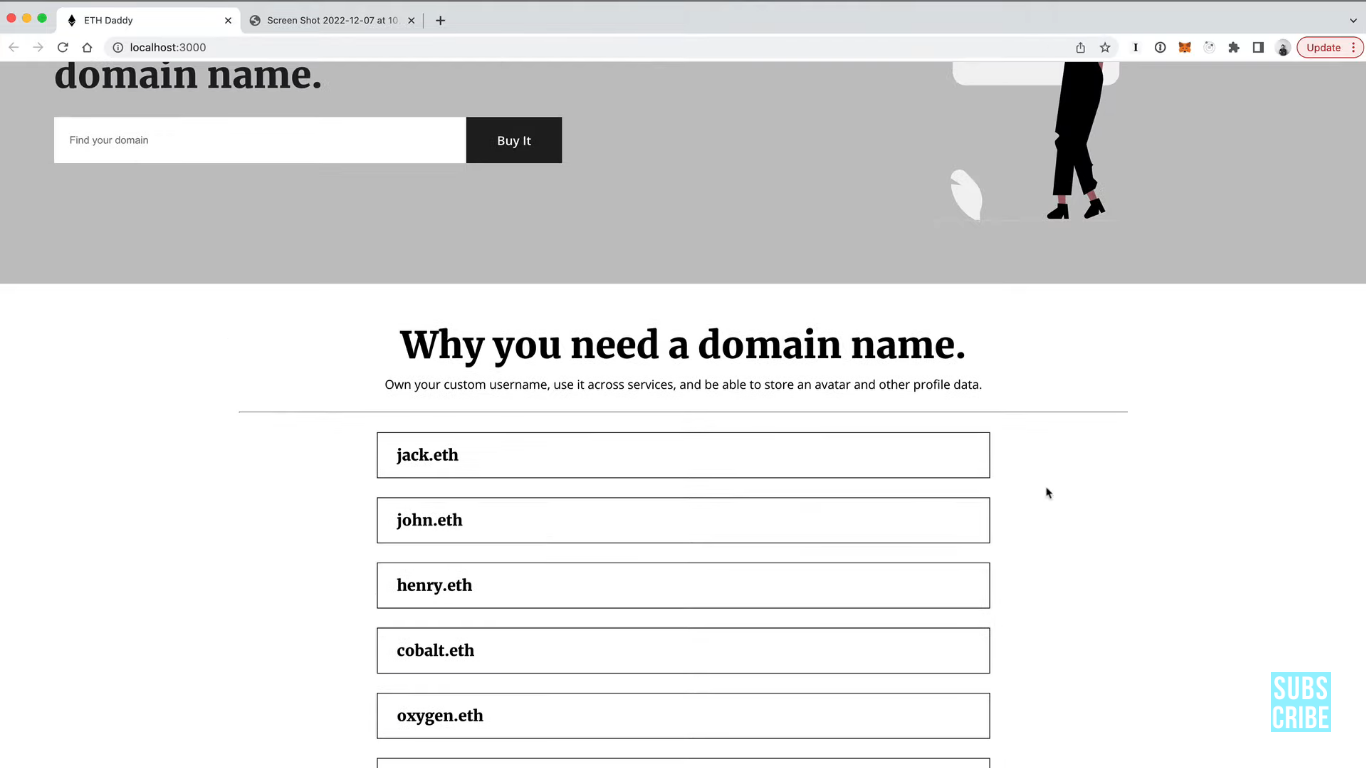 ETH Daddy
Screen Shot 2022-12-07 at 10
localhost:3000
Update
domain name.
Find your domain
Buy It
Why you need a domain name.
Own your custom username, use it across services, and be able to store an avatar and other profile data.
jack.eth
john.eth
henry.eth
cobalt.eth
oxygen.eth
SUBS
CRIBE